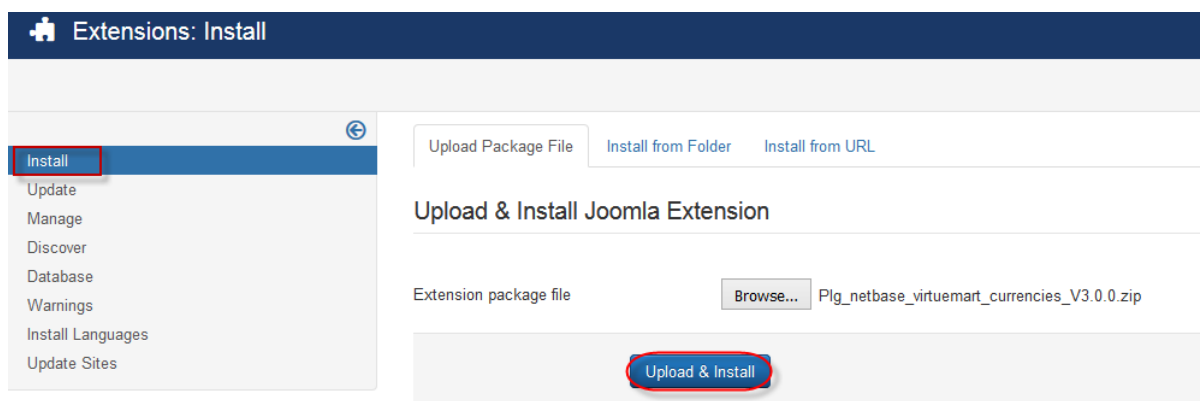 Extensions: Install
Install
Update
Manage
Discover
Database
Warnings
Install Languages
Update Sites
Upload Package File Install from Folder Install from URL
Upload & Install Joomla Extension
Extension package file Browse... Plg_netbase_virtuemart_currencies_V3.0.0.zip
Upload & Install